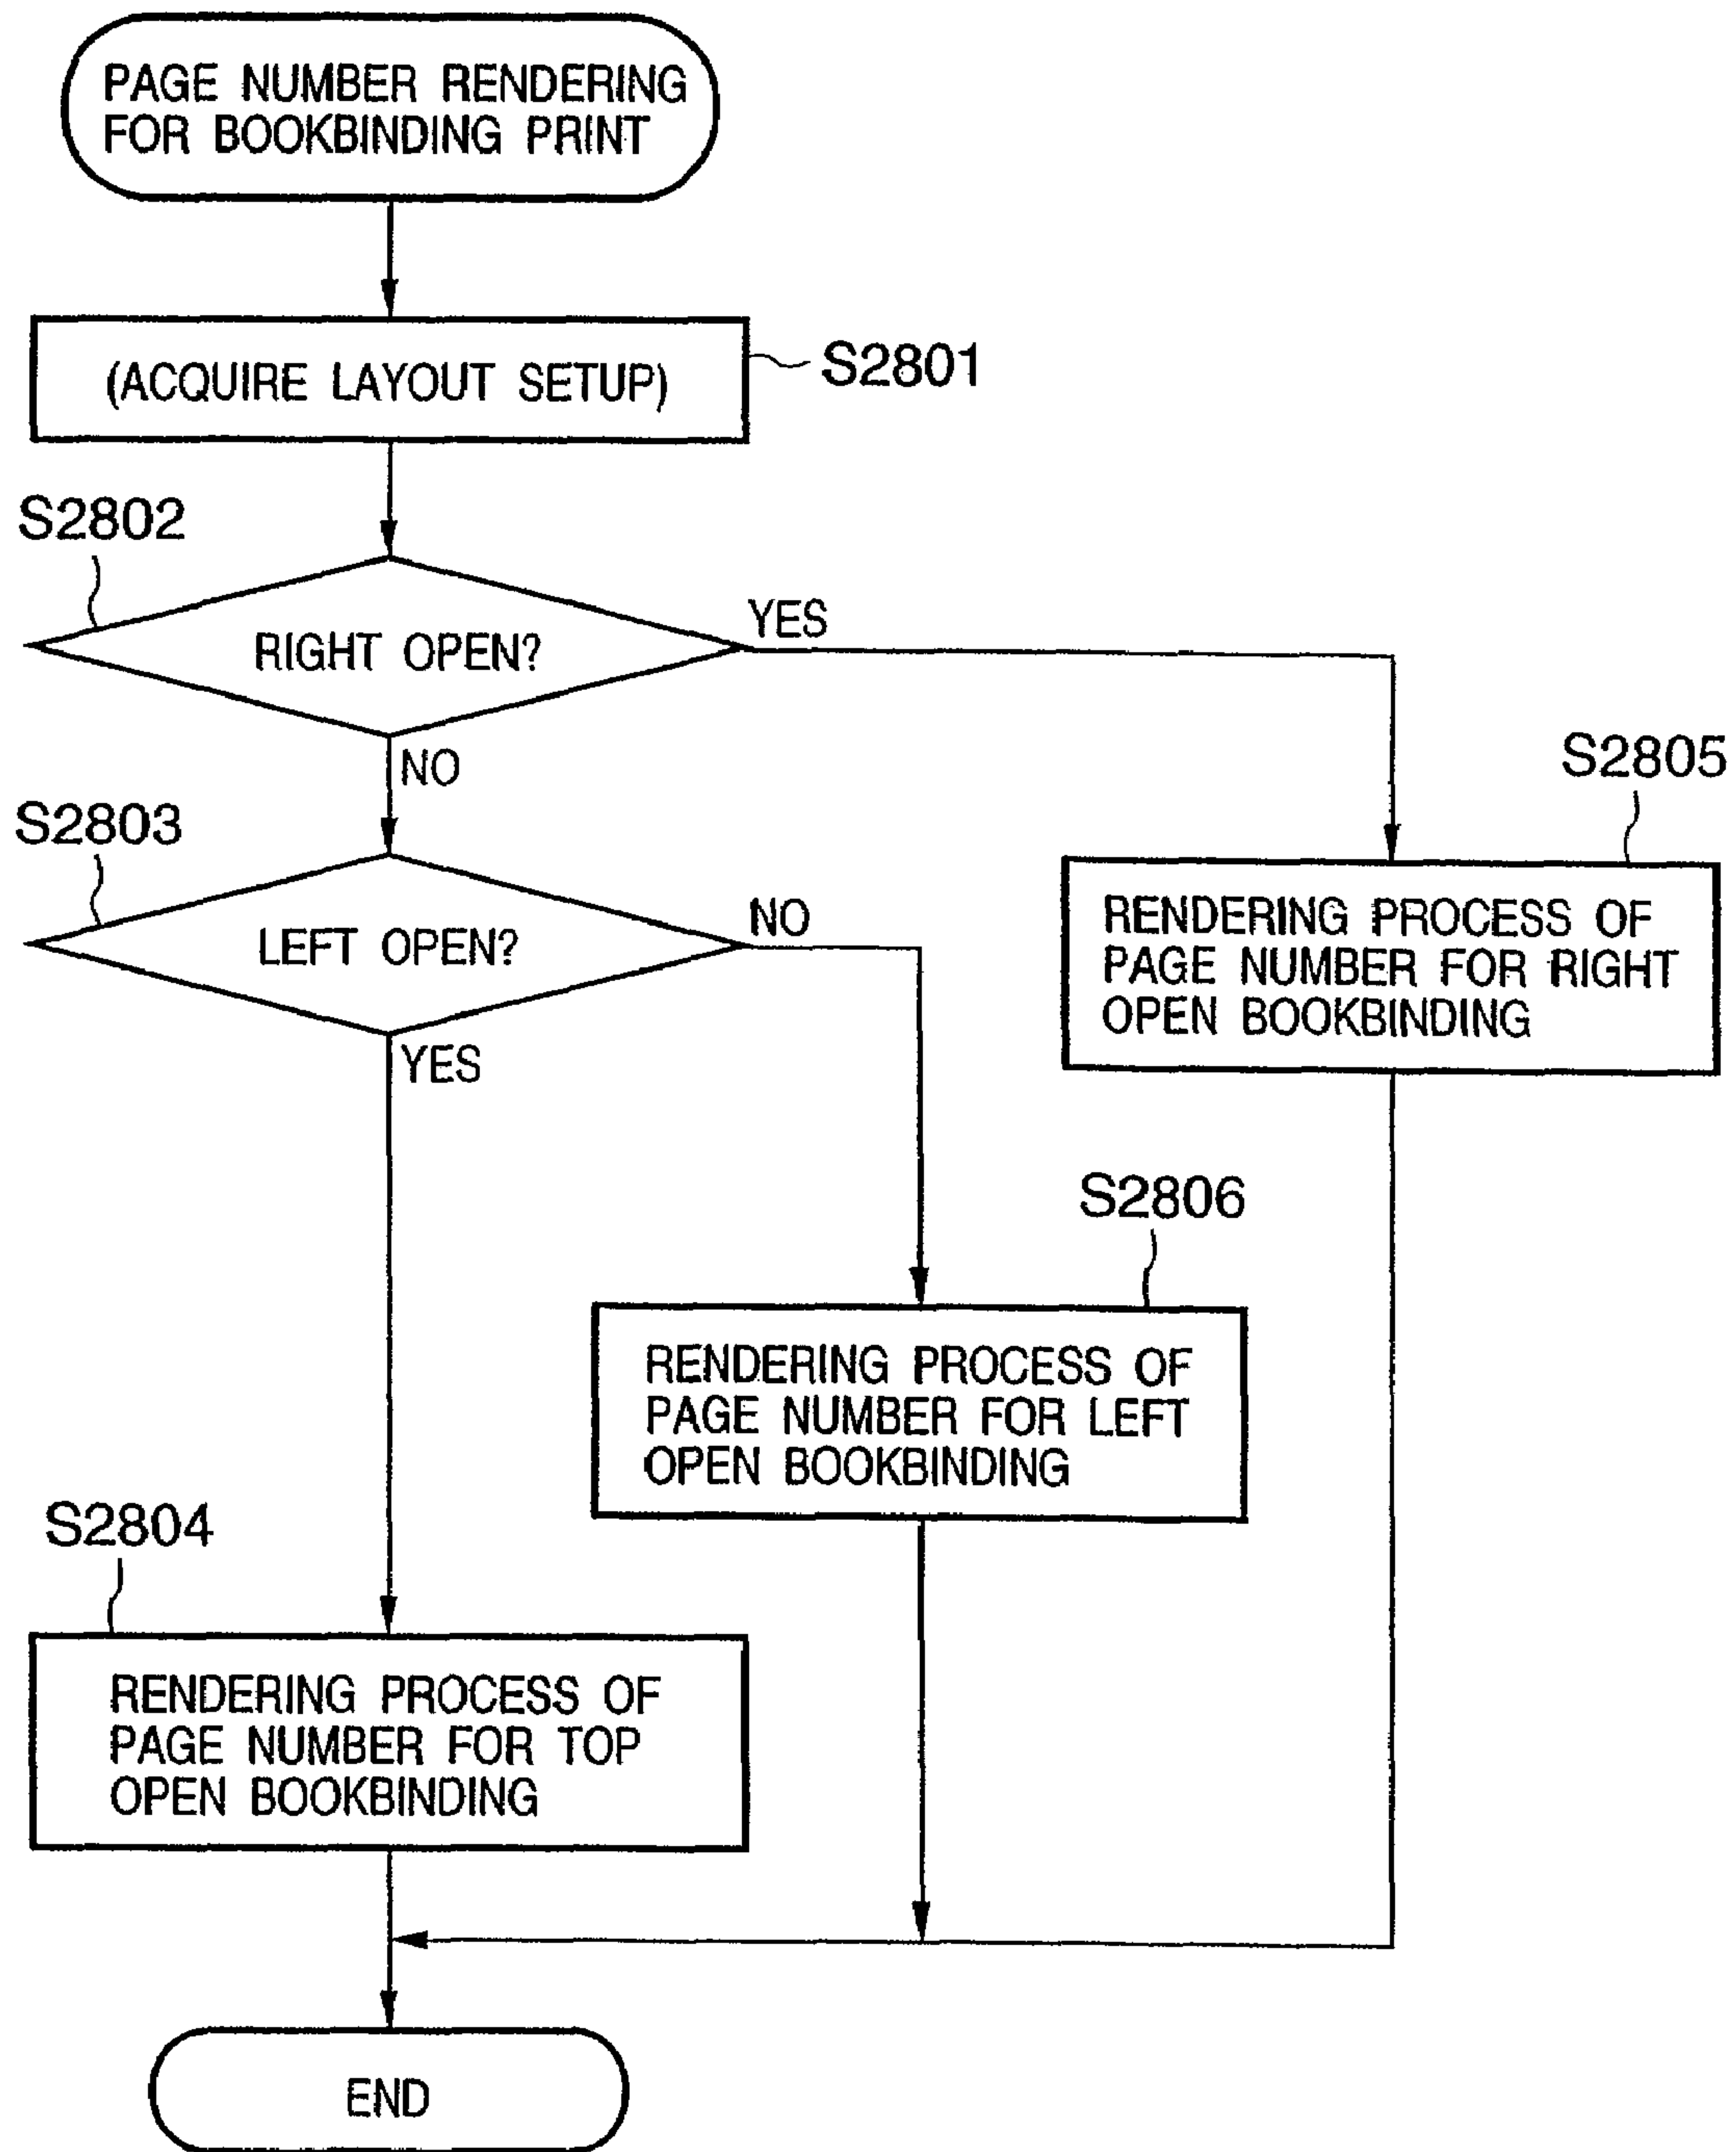 PAGE NUMBER RENDERING
FOR BOOKBINDING PRINT
(ACQUIRE LAYOUT SETUP)
S2801
S2802
RIGHT OPEN?
YES
NO
S2803
LEFT OPEN?
NO
YES
S2805
RENDERING PROCESS OF
PAGE NUMBER FOR RIGHT
OPEN BOOKBINDING
S2806
RENDERING PROCESS OF
PAGE NUMBER FOR LEFT
OPEN BOOKBINDING
S2804
RENDERING PROCESS OF
PAGE NUMBER FOR TOP
OPEN BOOKBINDING
END